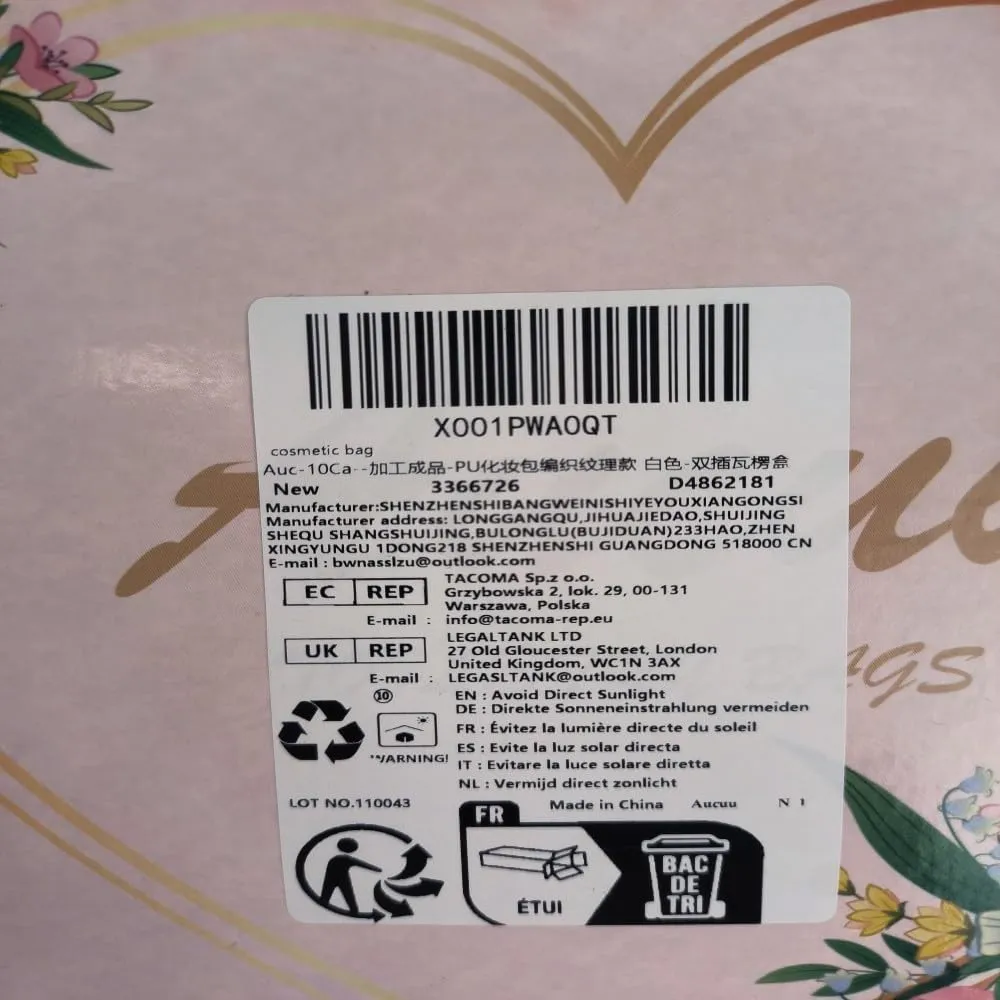 X001PWA0QT
cosmetic bag
Auc-10Ca--加工成品-PU化妆包编织纹理款 白色-双插瓦楞盒
New 3366726 D4862181
Manufacturer:SHENZHENSHIBANGWEINISHIYEYOUXIANGONGSI
Manufacturer address: LONGGANGQU,JIHUAJIEDAO,SHUIJING
SHEQU SHANGSHUIJING,BULONGLU(BUJIDUAN)233HAO,ZHEN
XINGYUNGU 1DONG218 SHENZHENSHI GUANGDONG 518000 CN
E-mail : bwnasslzu@outlook.com
EC REP
TACOMA Sp.z o.o.
Grzybowska 2, lok. 29, 00-131
Warszawa, Polska
E-mail : info@tacoma-rep.eu
UK REP
LEGALTANK LTD
27 Old Gloucester Street, London
United Kingdom, WC1N 3AX
E-mail : LEGASLTANK@outlook.com
⑩
WARNING!
EN : Avoid Direct Sunlight
DE : Direkte Sonneneinstrahlung vermeiden
FR : Évitez la lumière directe du soleil
ES : Evite la luz solar directa
IT : Evitare la luce solare diretta
NL : Vermijd direct zonlicht
LOT NO.110043
Made in China Aucuu N 1
FR
ÉTUI
BAC
DE
TRI